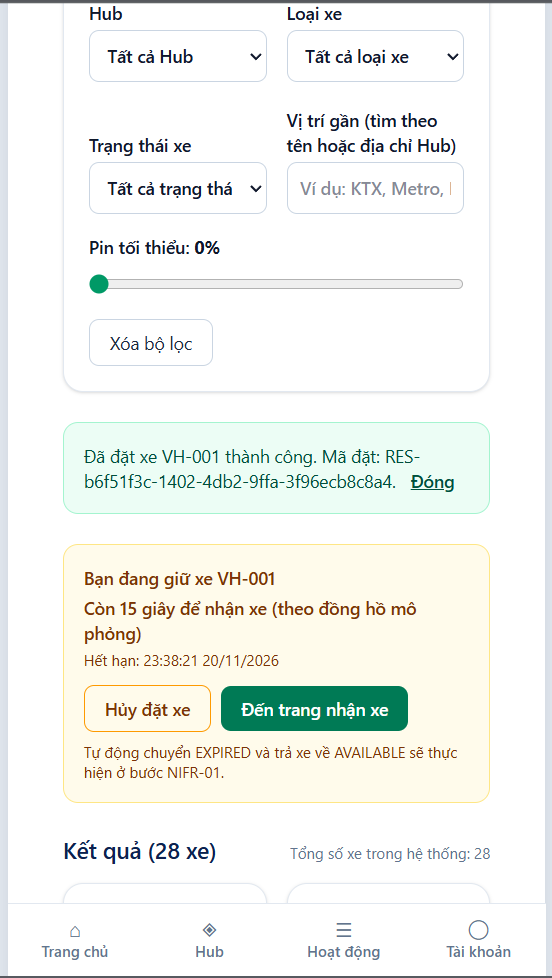 Hub
Loại xe
Tất cả Hub
Tất cả loại xe
Trạng thái xe
Vị trí gần (tìm theo
tên hoặc địa chỉ Hub)
Tất cả trạng thá
Ví dụ: KTX, Metro,
Pin tối thiểu: 0%
Xóa bộ lọc
Đã đặt xe VH-001 thành công. Mã đặt: RES-
b6f51f3c-1402-4db2-9ffa-3f96ecb8c8a4. Đóng
Bạn đang giữ xe VH-001
Còn 15 giây để nhận xe (theo đồng hồ mô
phỏng)
Hết hạn: 23:38:21 20/11/2026
Hủy đặt xe
Đến trang nhận xe
Tự động chuyển EXPIRED và trả xe về AVAILABLE sẽ thực
hiện ở bước NIFR-01.
Kết quả (28 xe)
Tổng số xe trong hệ thống: 28
Trang chủ
Hub
Hoạt động
Tài khoản